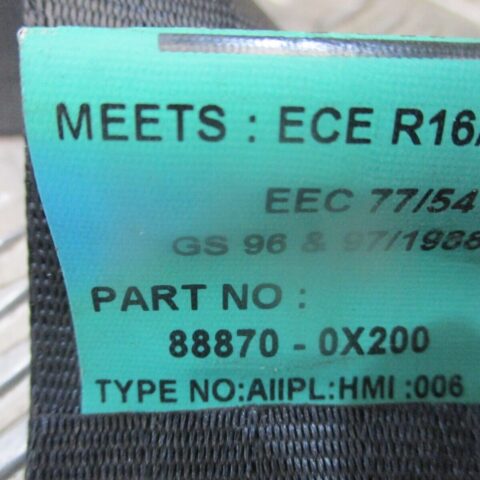 MEETS : ECE R16
EEC 77/54
GS 96 & 97/1988
PART NO :
88870 - 0X200
TYPE NO:AIIPL:HMI :006